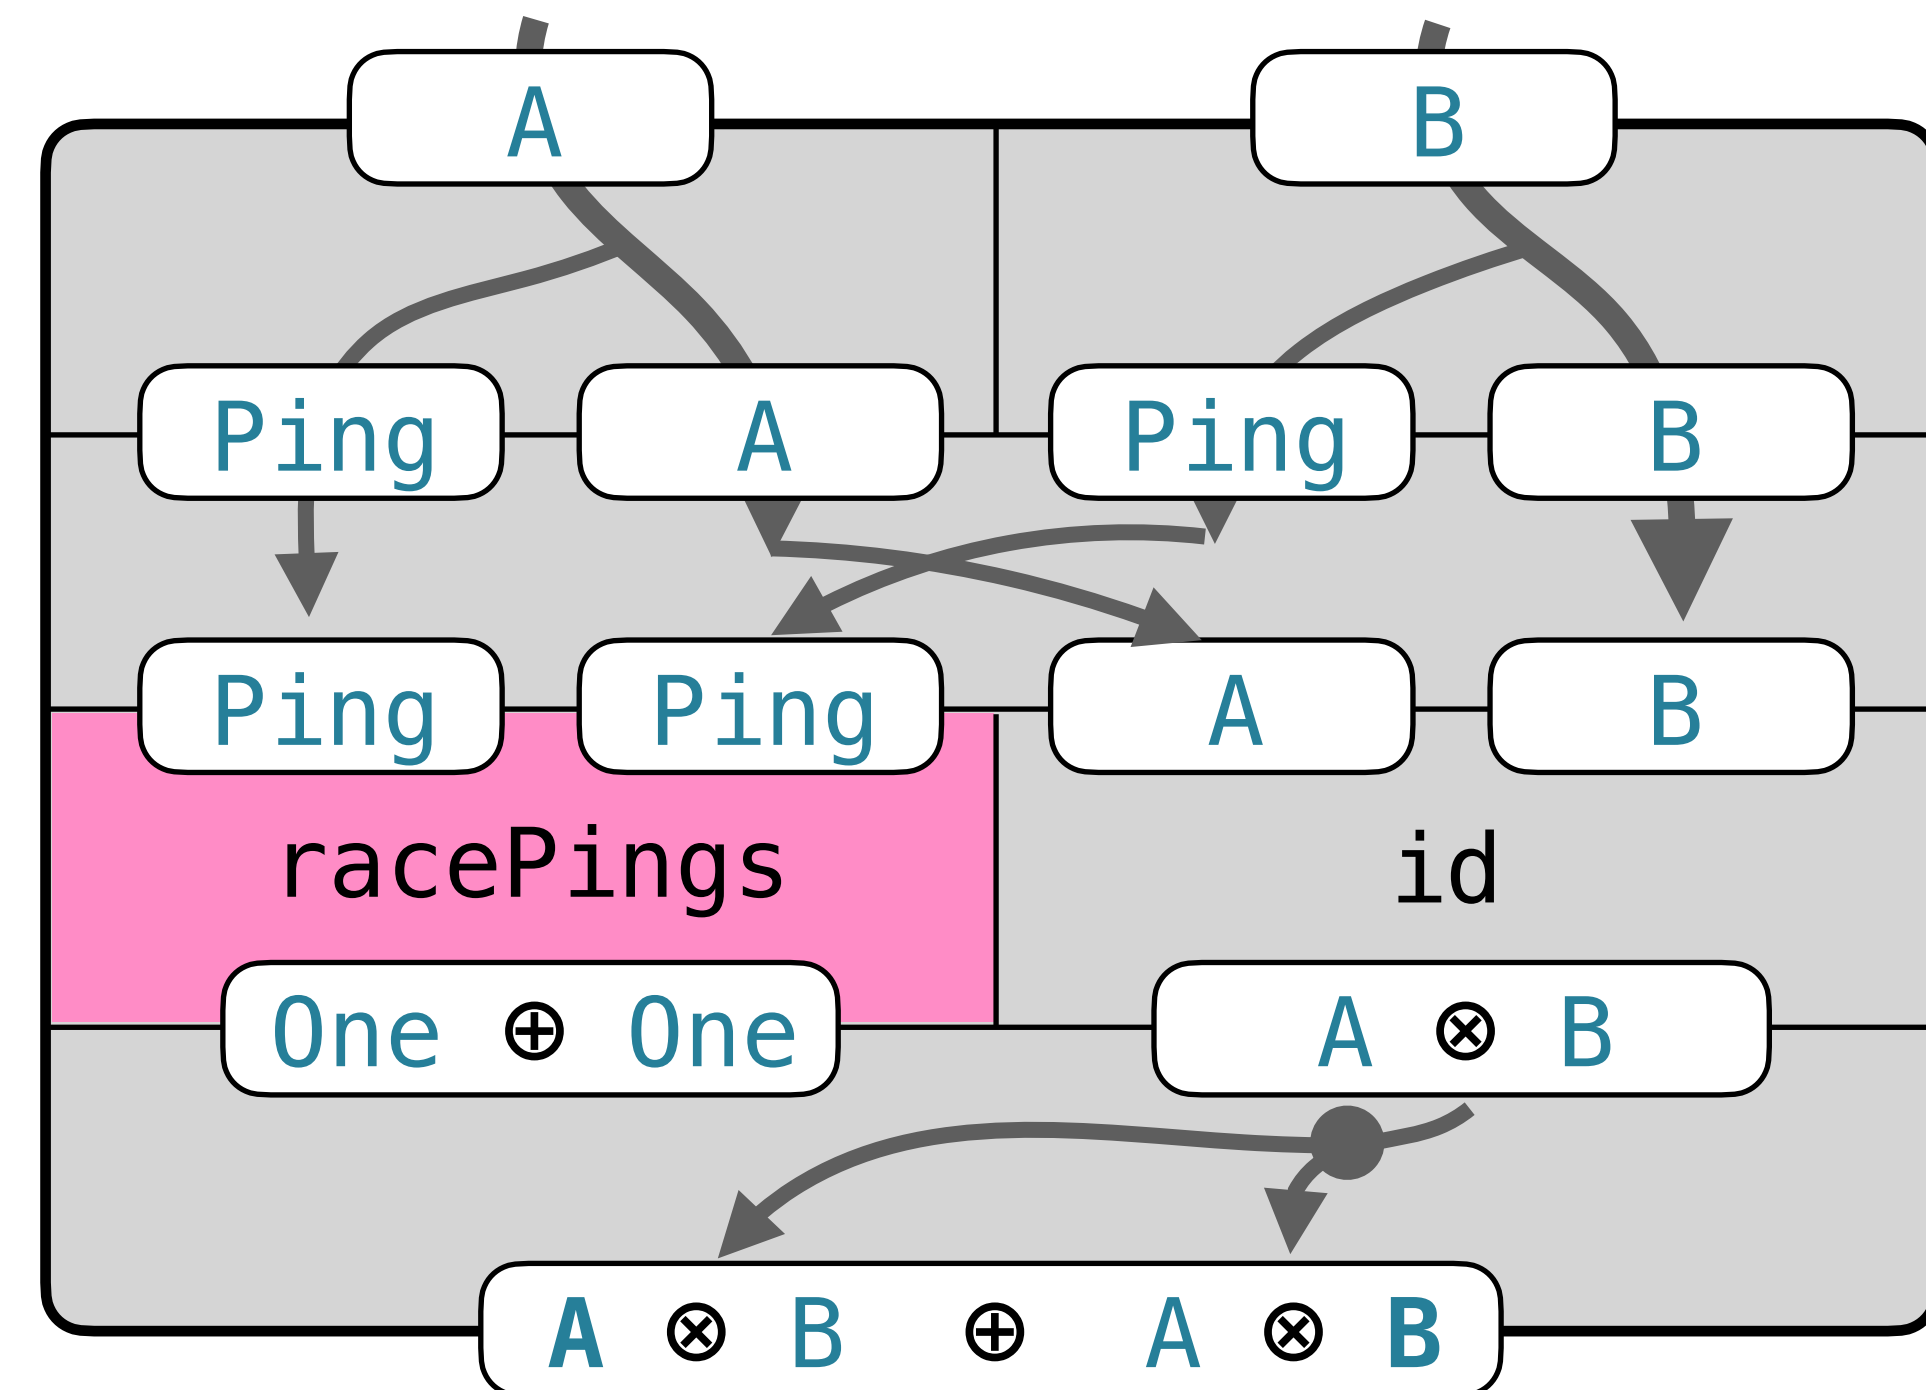 A B
Ping A Ping B
Ping Ping A B
racePings id
One ⊕ One A ⊗ B
A ⊗ B ⊕ A ⊗ B